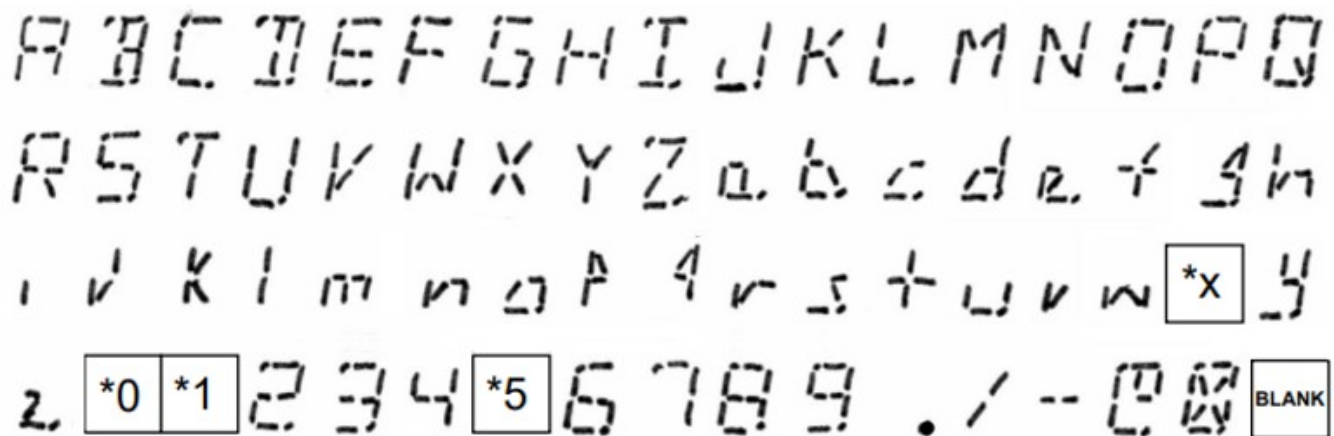 A B C D E F G H I J K L M N O P Q
R S T U V W X Y Z a b c d e f g h
i j k l m n o p q r s t u v w *x y
z *0 *1 2 3 4 *5 6 7 8 9 . / - @ BLANK